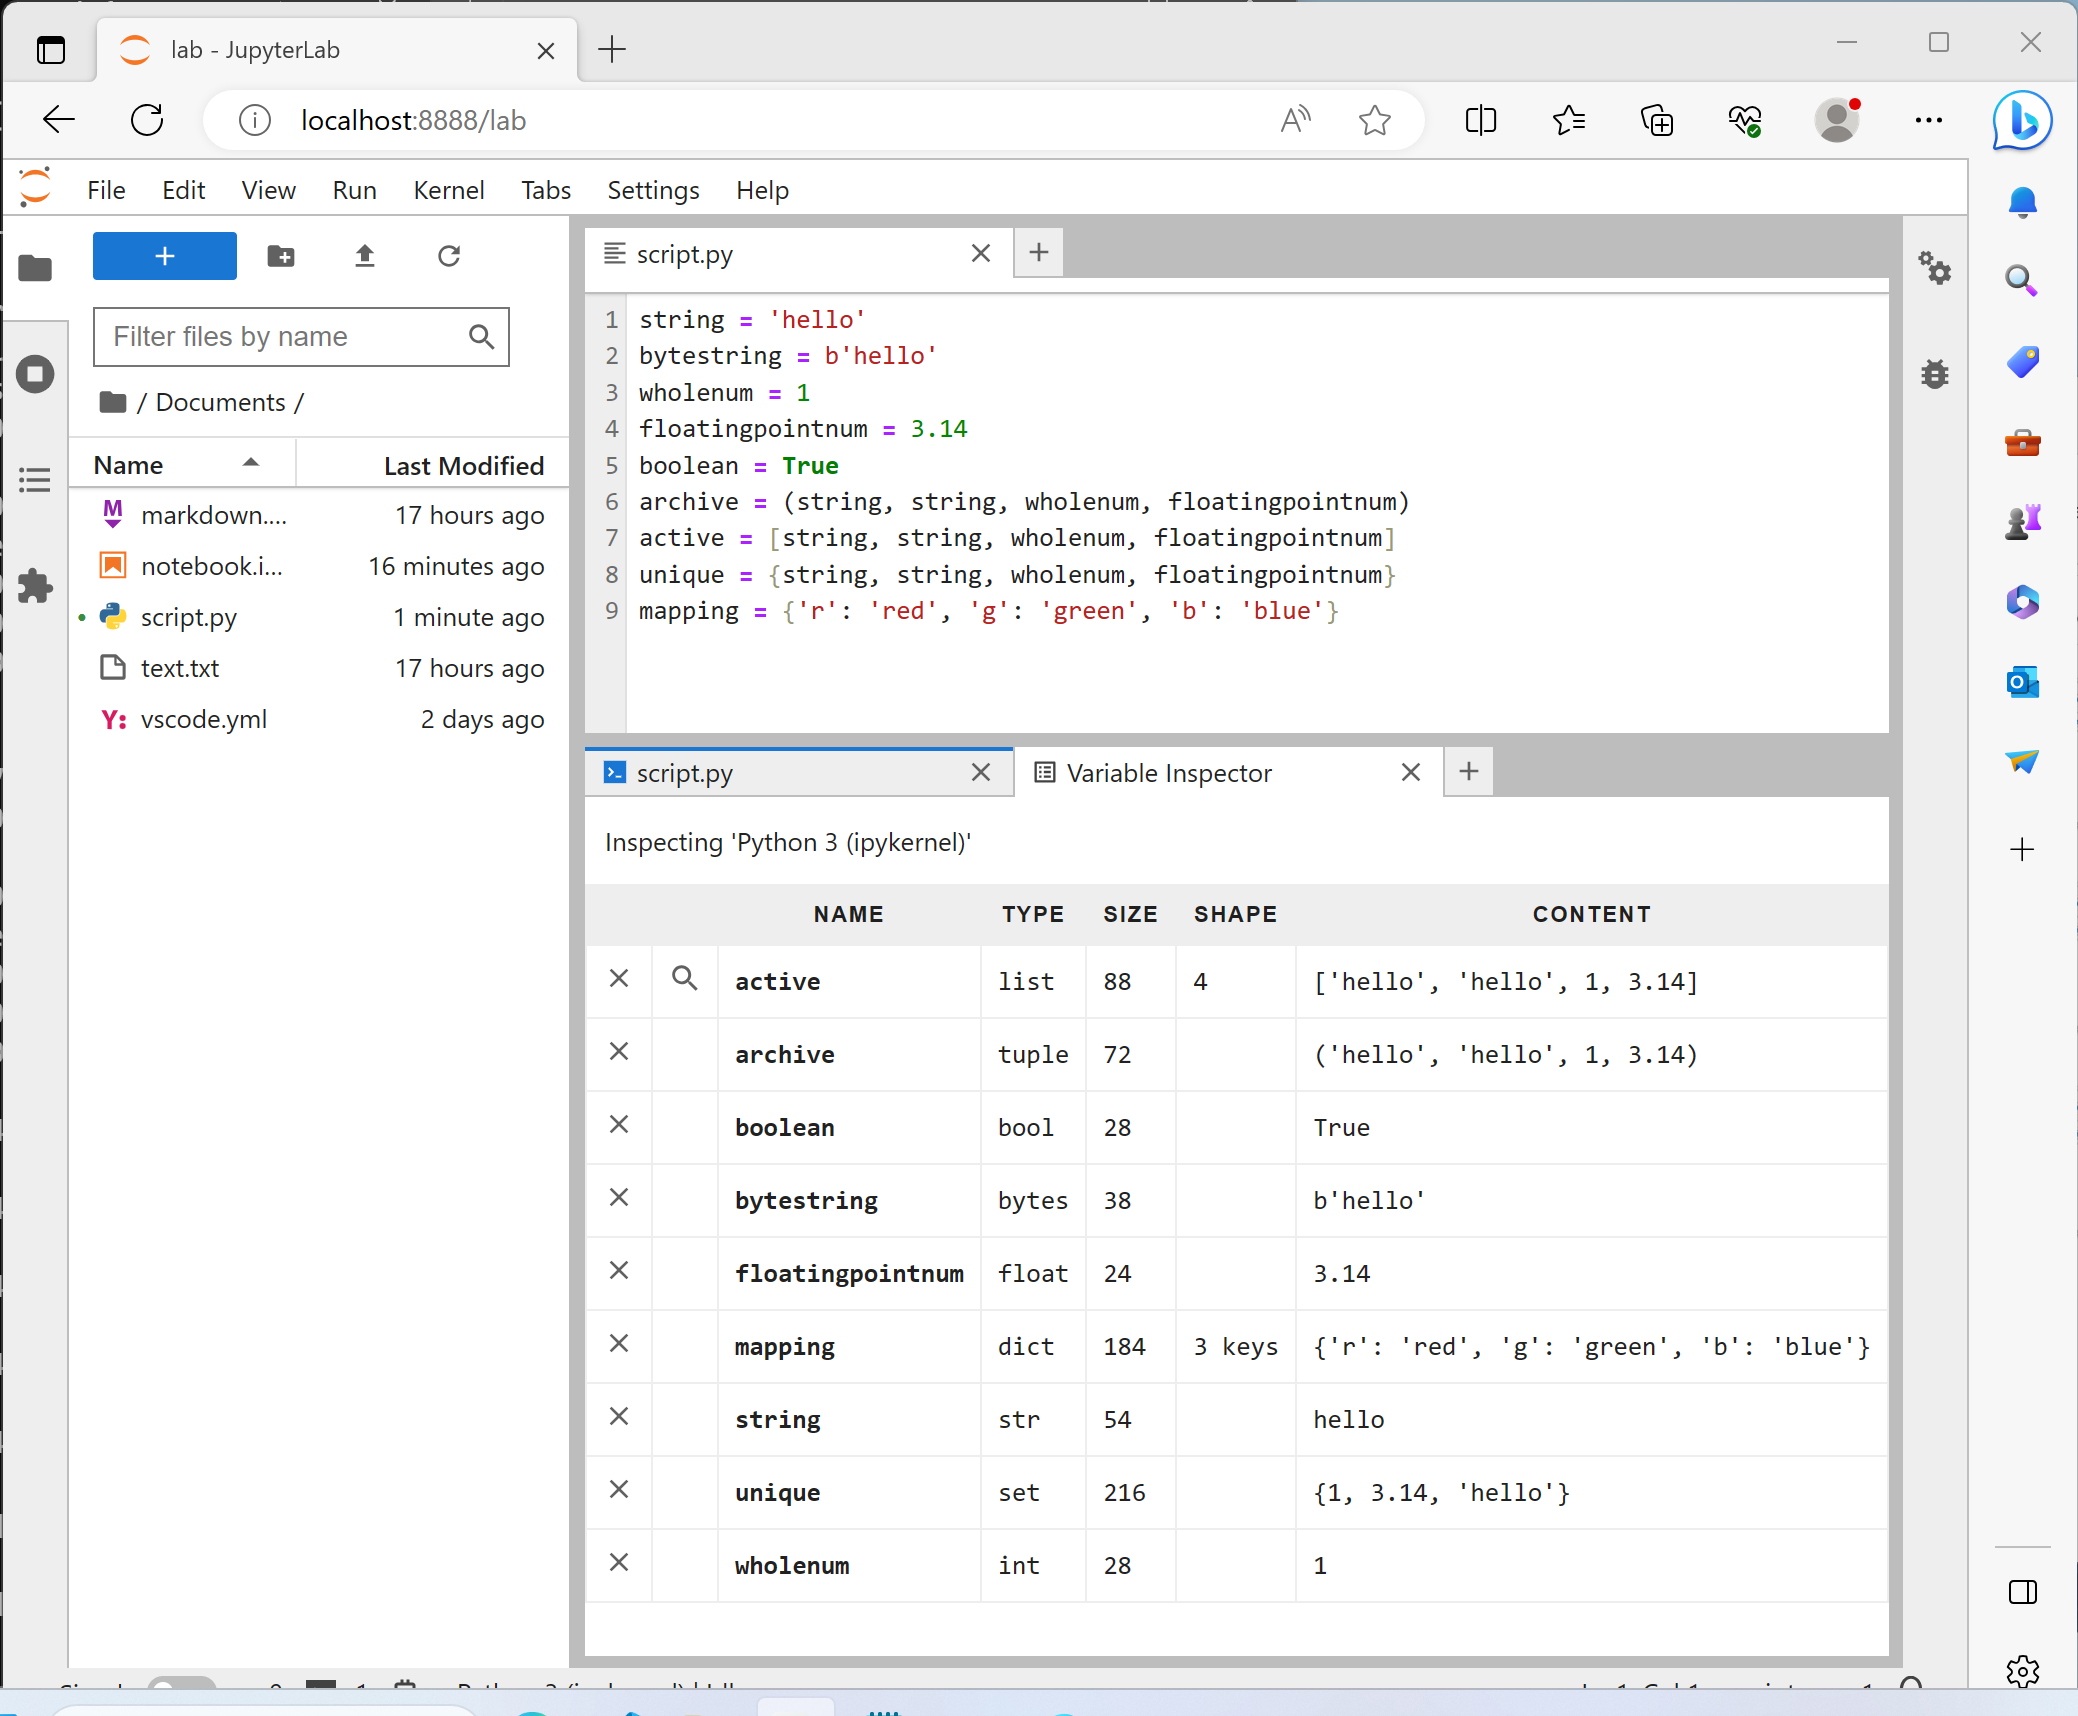 lab - JupyterLab
localhost:8888/lab
File Edit View Run Kernel Tabs Settings Help
Filter files by name
/ Documents /
Name Last Modified
markdown.... 17 hours ago
notebook.i... 16 minutes ago
script.py 1 minute ago
text.txt 17 hours ago
vscode.yml 2 days ago
script.py
1 string = 'hello'
2 bytestring = b'hello'
3 wholenum = 1
4 floatingpointnum = 3.14
5 boolean = True
6 archive = (string, string, wholenum, floatingpointnum)
7 active = [string, string, wholenum, floatingpointnum]
8 unique = {string, string, wholenum, floatingpointnum}
9 mapping = {'r': 'red', 'g': 'green', 'b': 'blue'}
script.py Variable Inspector
Inspecting 'Python 3 (ipykernel)'
NAME TYPE SIZE SHAPE CONTENT
active list 88 4 ['hello', 'hello', 1, 3.14]
archive tuple 72 ('hello', 'hello', 1, 3.14)
boolean bool 28 True
bytestring bytes 38 b'hello'
floatingpointnum float 24 3.14
mapping dict 184 3 keys {'r': 'red', 'g': 'green', 'b': 'blue'}
string str 54 hello
unique set 216 {1, 3.14, 'hello'}
wholenum int 28 1